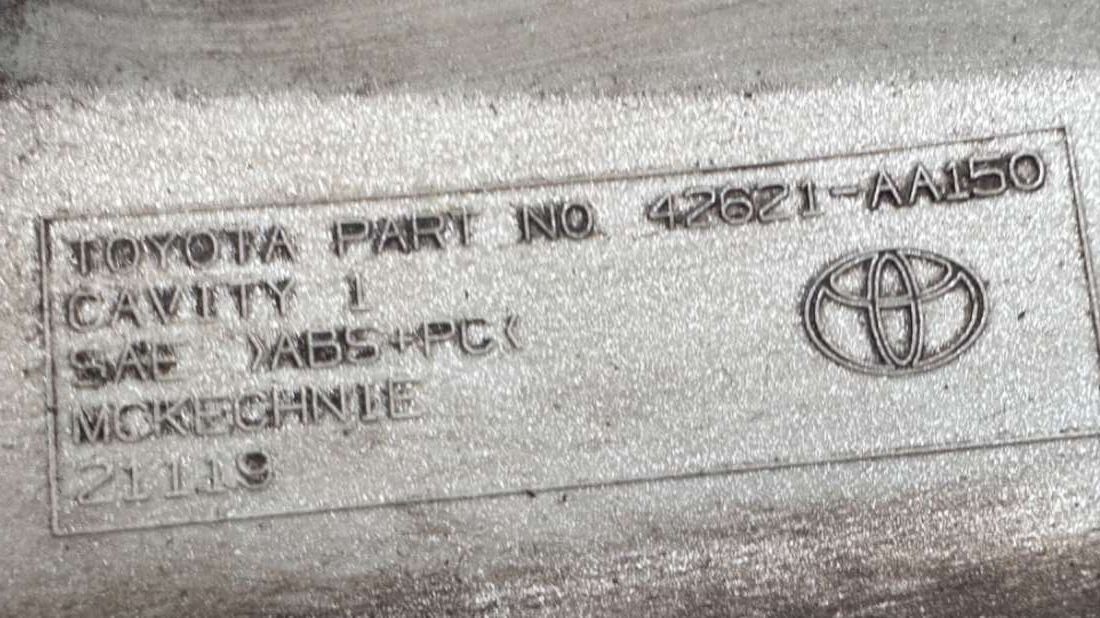 TOYOTA PART NO. 42621-AA150
CAVITY 1
SAE >ABS+PC<
MCKECHNIE
21119